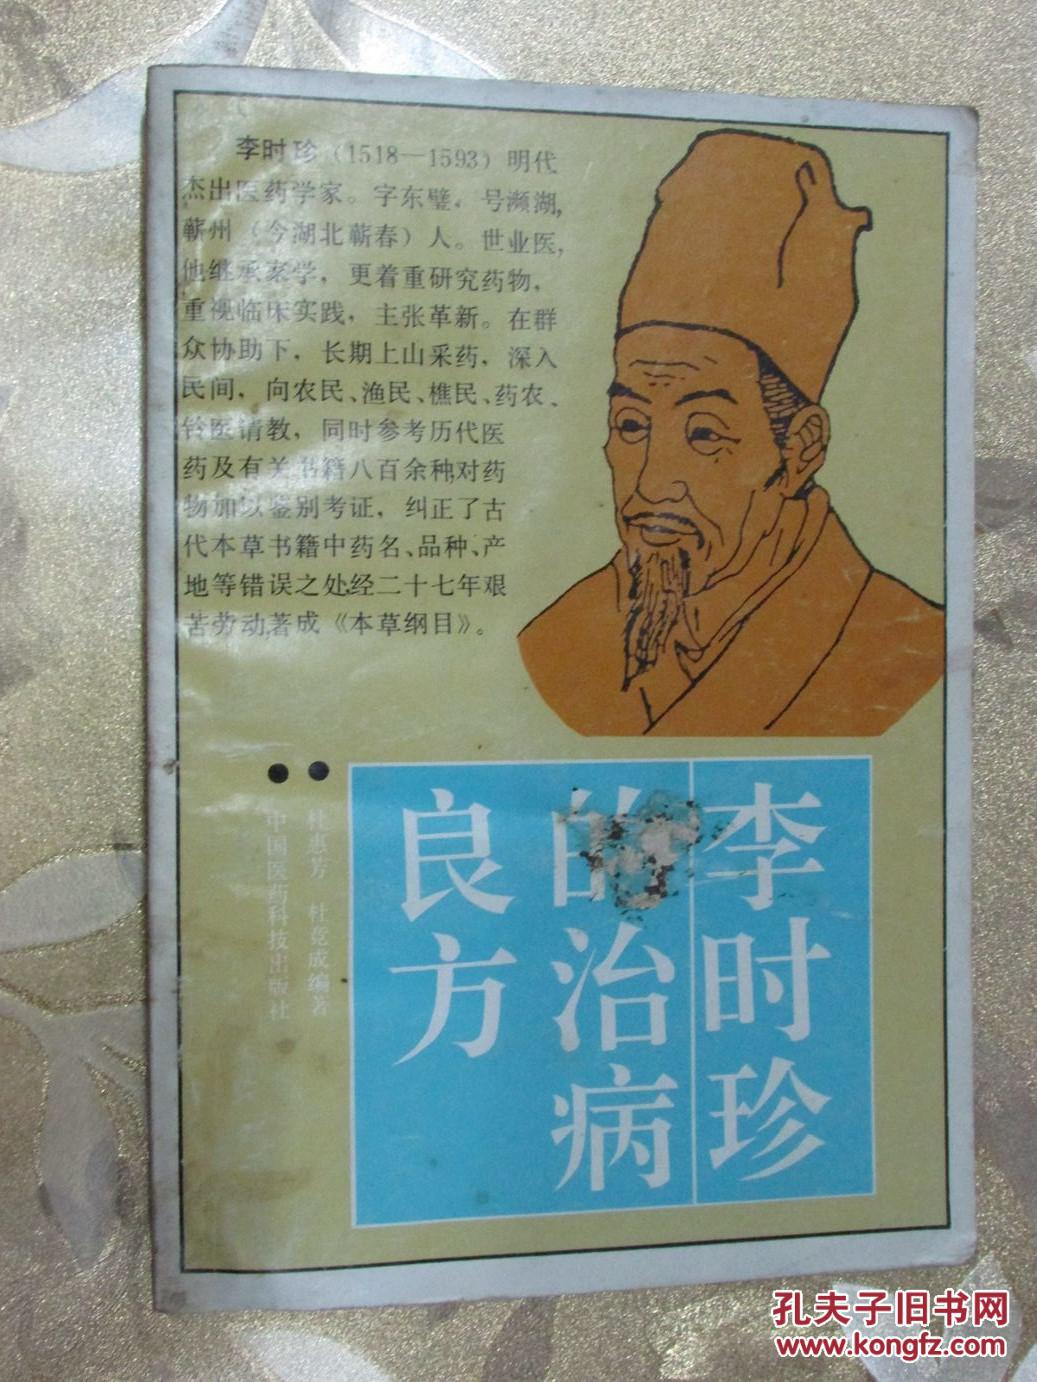 李时珍（1518—1593）明代
杰出医药学家。字东璧，号濒湖，
蕲州（今湖北蕲春）人。世业医，
他继承家学，更着重研究药物，
重视临床实践，主张革新。在群
众协助下，长期上山采药，深入
民间，向农民、渔民、樵民、药农、
铃医请教，同时参考历代医
药及有关书籍八百余种，对药
物加以鉴别考证，纠正了古
代本草书籍中药名、品种、产
地等错误之处，经二十七年艰
苦劳动，著成《本草纲目》。
李时珍
的治病
良方
杜惠芳 杜竞成编著
中国医药科技出版社
孔夫子旧书网
www.kongfz.com